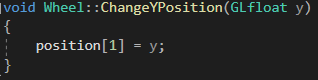 void Wheel::ChangeYPosition(GLfloat y)
{
    position[1] = y;
}